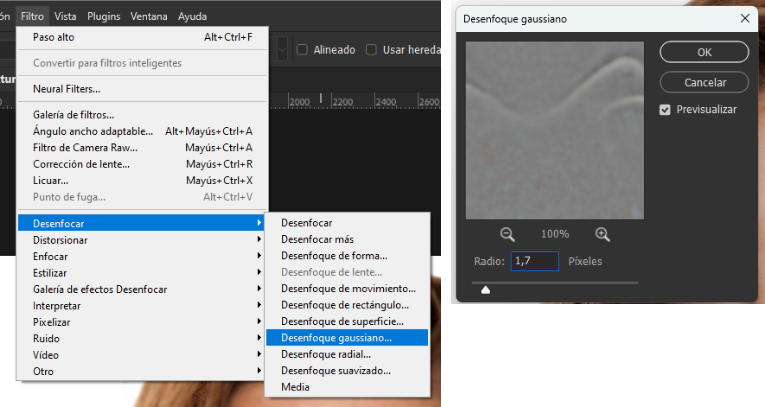 ón Filtro Vista Plugins Ventana Ayuda
Paso alto Alt+Ctrl+F
Convertir para filtros inteligentes
Neural Filters...
Galería de filtros...
Ángulo ancho adaptable... Alt+Mayús+Ctrl+A
Filtro de Camera Raw... Mayús+Ctrl+A
Corrección de lente... Mayús+Ctrl+R
Licuar... Mayús+Ctrl+X
Punto de fuga... Alt+Ctrl+V
Desenfocar
Distorsionar
Enfocar
Estilizar
Galería de efectos Desenfocar
Interpretar
Pixelizar
Ruido
Vídeo
Otro
Alineado Usar hereda
tur
2000 2200 2400 2600
Desenfocar
Desenfocar más
Desenfoque de forma...
Desenfoque de lente...
Desenfoque de movimiento...
Desenfoque de rectángulo...
Desenfoque de superficie...
Desenfoque gaussiano...
Desenfoque radial...
Desenfoque suavizado...
Media
Desenfoque gaussiano
OK
Cancelar
Previsualizar
100%
Radio: 1,7 Píxeles